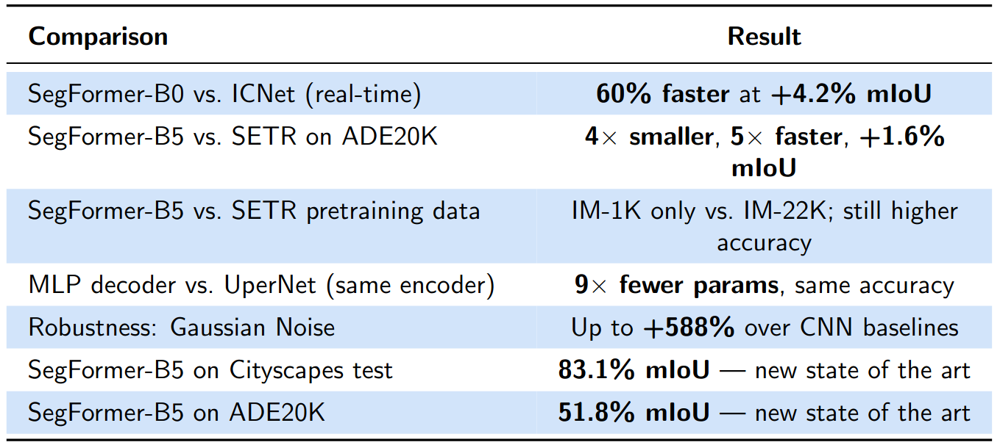 Comparison Result
SegFormer-B0 vs. ICNet (real-time) 60% faster at +4.2% mIoU
SegFormer-B5 vs. SETR on ADE20K 4× smaller, 5× faster, +1.6%
mIoU
SegFormer-B5 vs. SETR pretraining data IM-1K only vs. IM-22K; still higher
accuracy
MLP decoder vs. UperNet (same encoder) 9× fewer params, same accuracy
Robustness: Gaussian Noise Up to +588% over CNN baselines
SegFormer-B5 on Cityscapes test 83.1% mIoU — new state of the art
SegFormer-B5 on ADE20K 51.8% mIoU — new state of the art